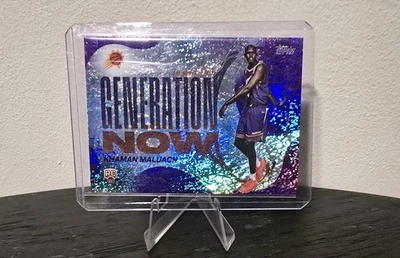 Topps
GENERATION
NOW
KHAMAN MALUACH
RC